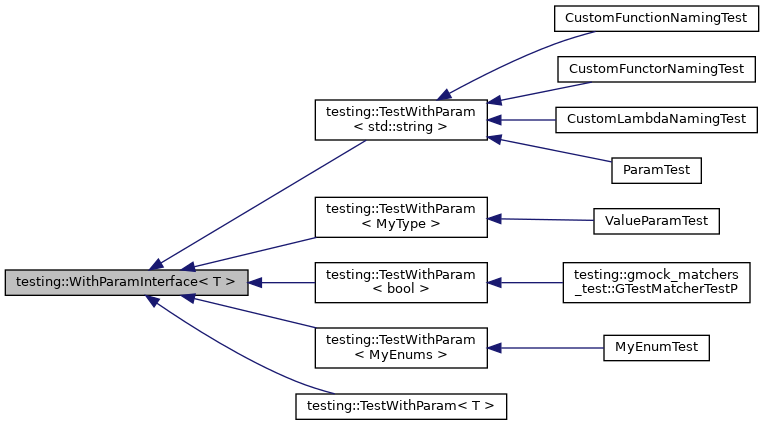 CustomFunctionNamingTest
CustomFunctorNamingTest
testing::TestWithParam
< std::string >
CustomLambdaNamingTest
ParamTest
testing::TestWithParam
< MyType >
ValueParamTest
testing::WithParamInterface< T >
testing::TestWithParam
< bool >
testing::gmock_matchers
_test::GTestMatcherTestP
testing::TestWithParam
< MyEnums >
MyEnumTest
testing::TestWithParam< T >